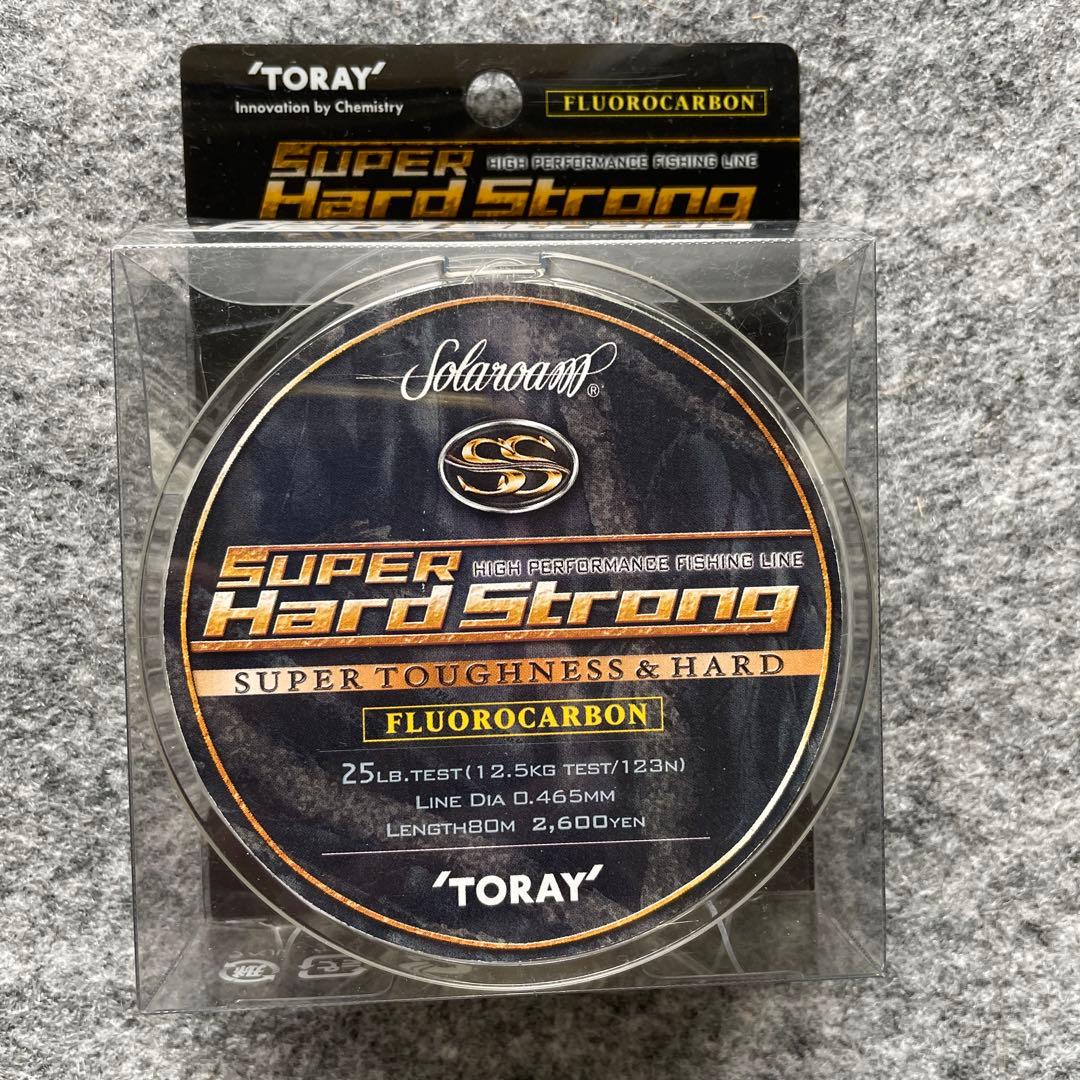 'TORAY'
Innovation by Chemistry
FLUOROCARBON
SUPER HIGH PERFORMANCE FISHING LINE
Hard Strong
Solaroam®
SS
SUPER HIGH PERFORMANCE FISHING LINE
Hard Strong
SUPER TOUGHNESS & HARD
FLUOROCARBON
25LB.TEST(12.5KG TEST/123N)
LINE DIA 0.465MM
LENGTH80M 2,600YEN
'TORAY'